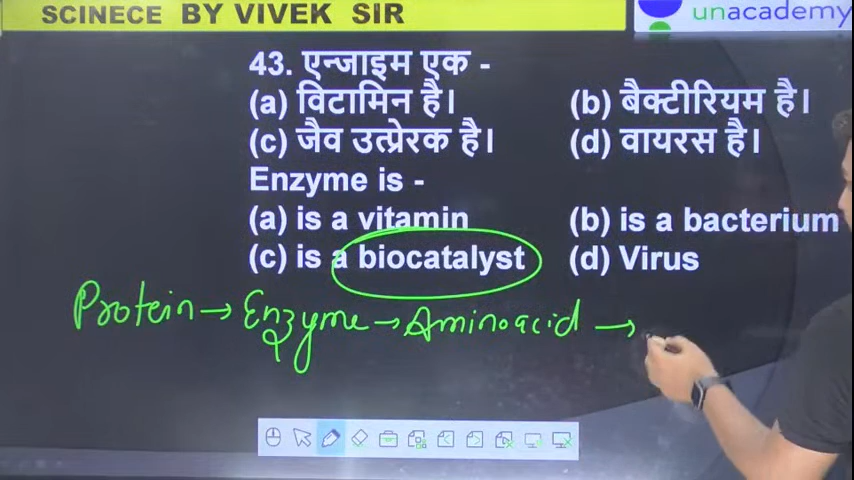 SCINECE BY VIVEK SIR
unacademy
43. एन्जाइम एक -
(a) विटामिन है। (b) बैक्टीरियम है।
(c) जैव उत्प्रेरक है। (d) वायरस है।
Enzyme is -
(a) is a vitamin (b) is a bacterium
(c) is a biocatalyst (d) Virus
Protein → Enzyme → Aminoacid →